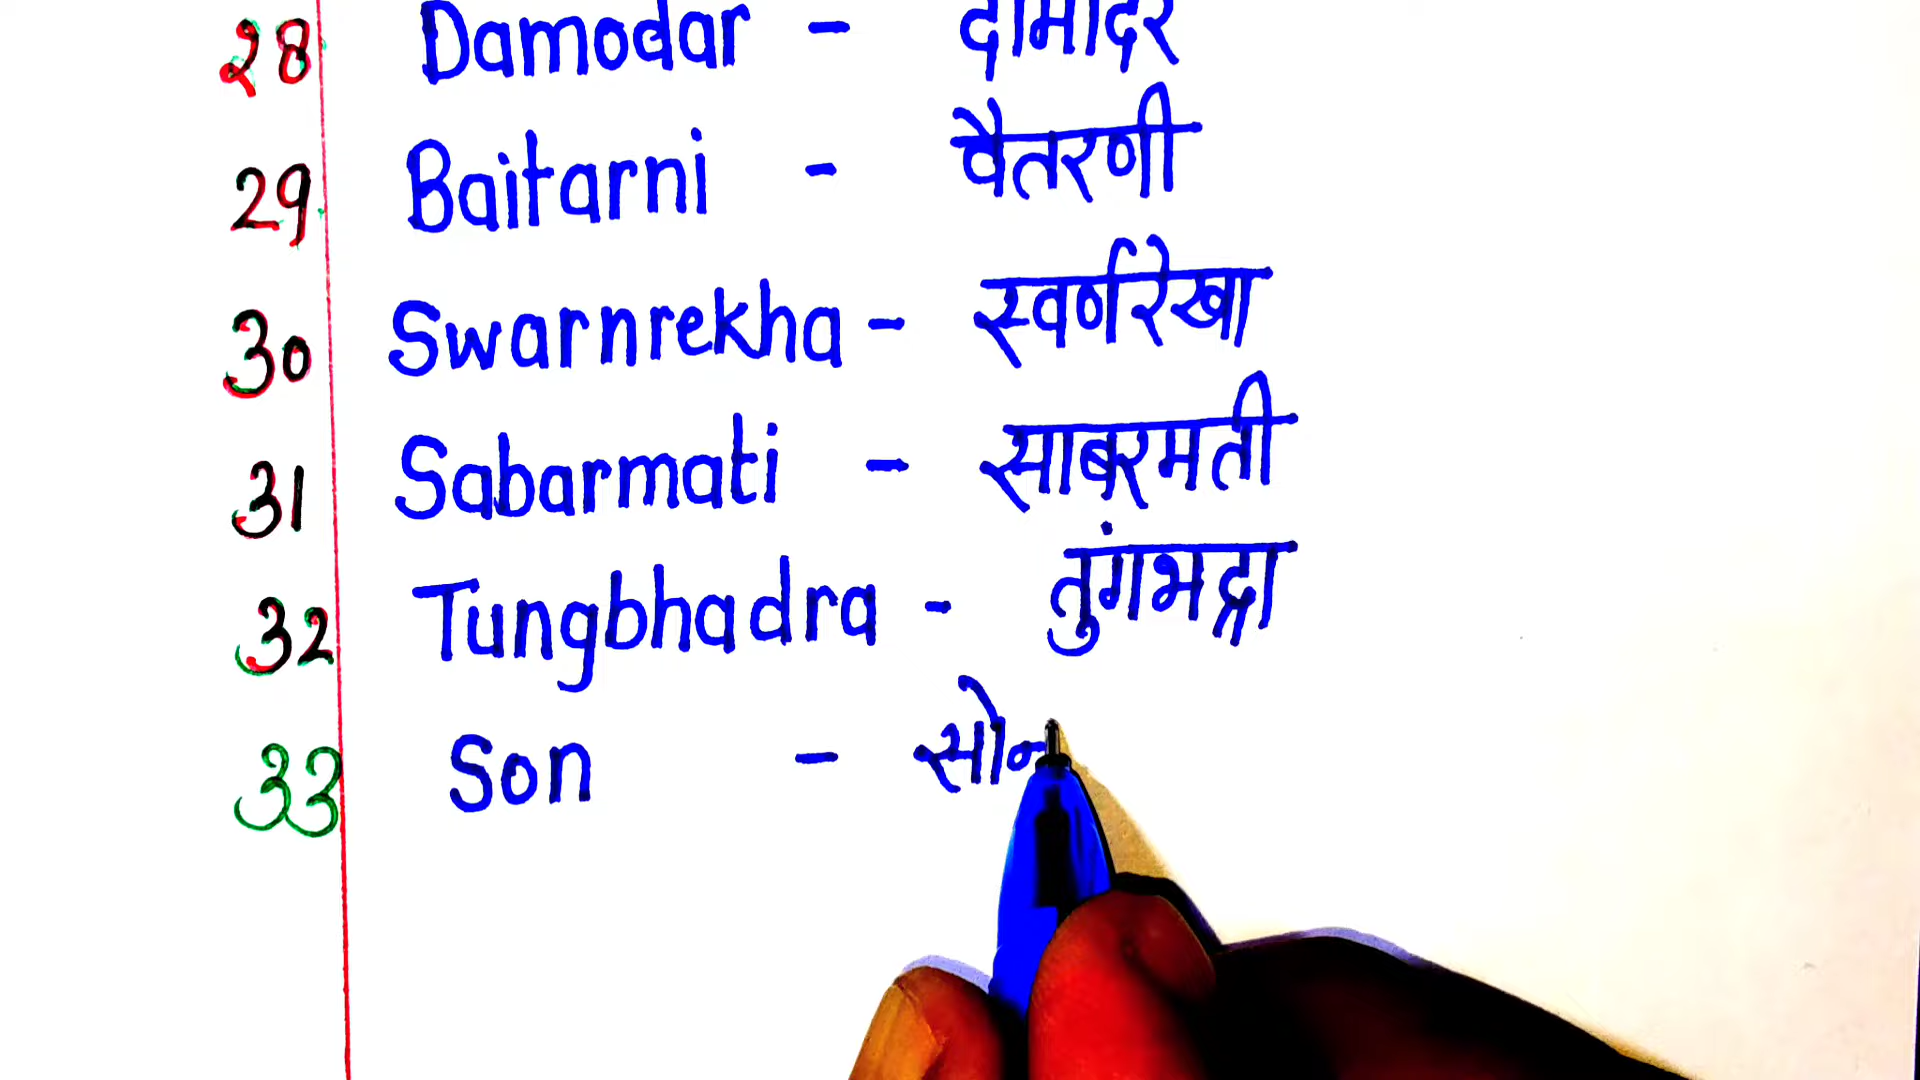 28 Damodar - दामोदर
29 Baitarni - वैतरणी
30 Swarnrekha - स्वर्णरेखा
31 Sabarmati - साबरमती
32 Tungbhadra - तुंगभद्रा
33 Son - सोन